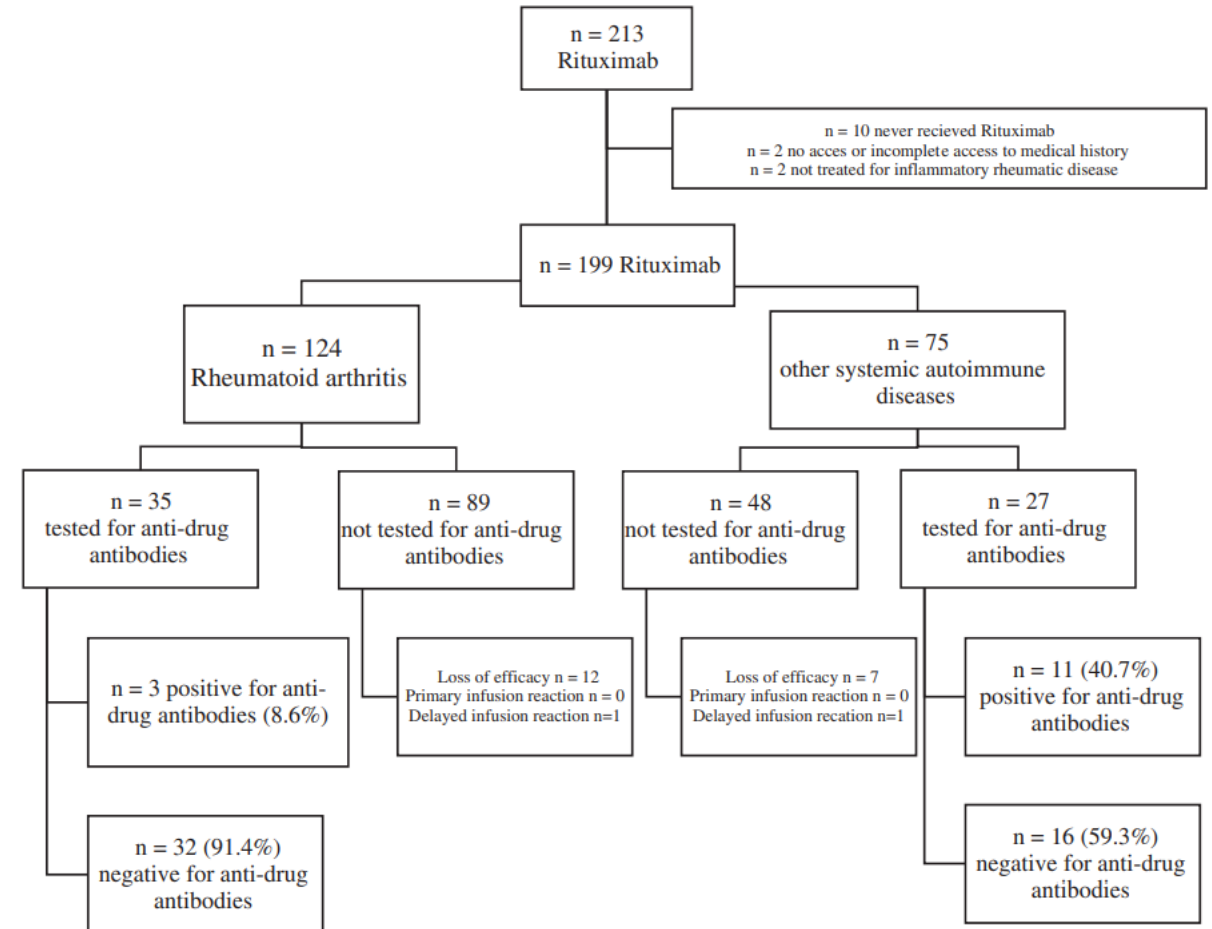 n = 213
Rituximab
n = 10 never recieved Rituximab
n = 2 no acces or incomplete access to medical history
n = 2 not treated for inflammatory rheumatic disease
n = 199 Rituximab
n = 124
Rheumatoid arthritis
n = 75
other systemic autoimmune
diseases
n = 35
tested for anti-drug
antibodies
n = 89
not tested for anti-drug
antibodies
n = 48
not tested for anti-drug
antibodies
n = 27
tested for anti-drug
antibodies
n = 3 positive for anti-
drug antibodies (8.6%)
Loss of efficacy n = 12
Primary infusion reaction n = 0
Delayed infusion reaction n=1
Loss of efficacy n = 7
Primary infusion reaction n = 0
Delayed infusion recation n=1
n = 11 (40.7%)
positive for anti-drug
antibodies
n = 32 (91.4%)
negative for anti-drug
antibodies
n = 16 (59.3%)
negative for anti-drug
antibodies